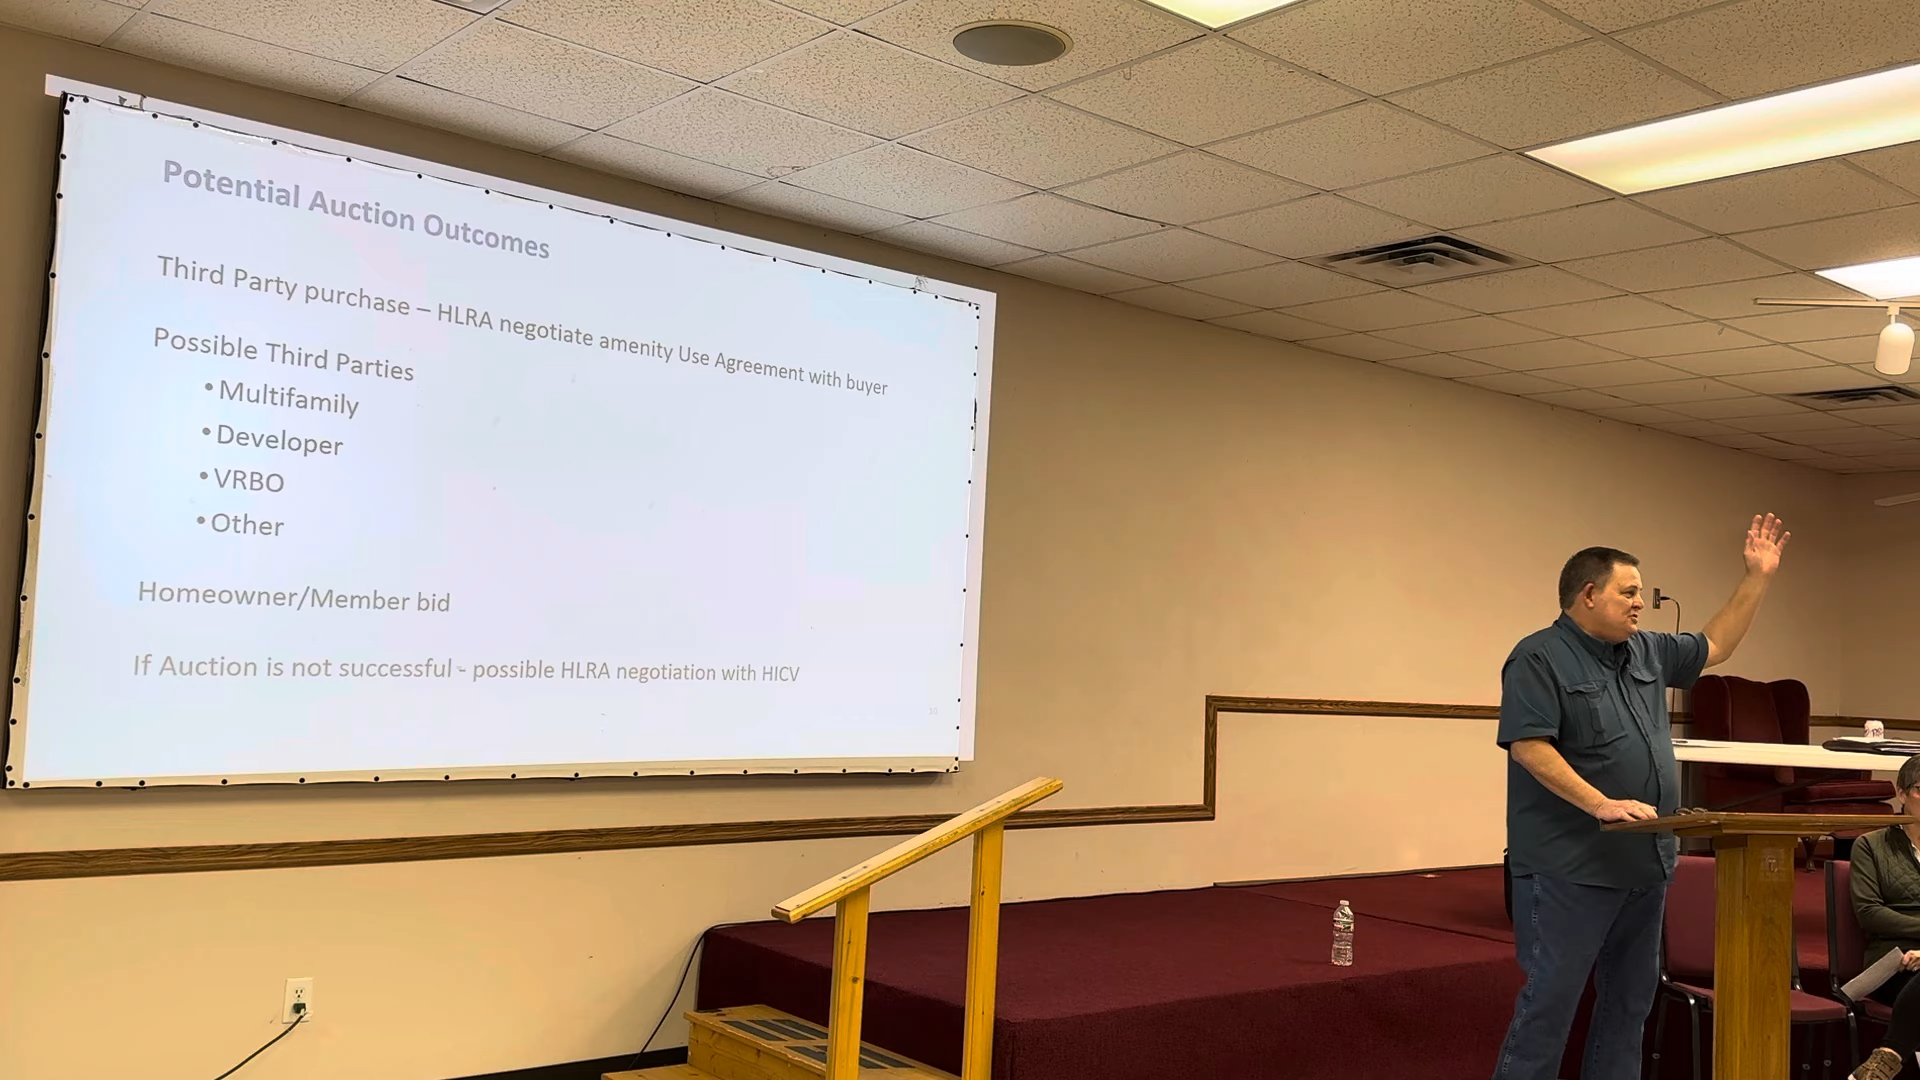 Potential Auction Outcomes
Third Party purchase – HLRA negotiate amenity Use Agreement with buyer
Possible Third Parties
• Multifamily
• Developer
• VRBO
• Other
Homeowner/Member bid
If Auction is not successful - possible HLRA negotiation with HICV